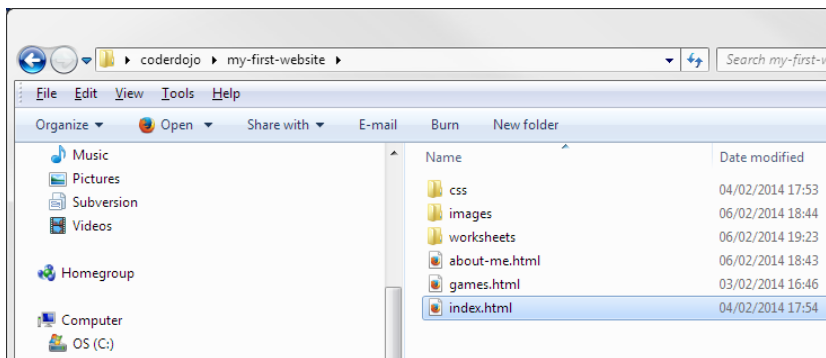 coderdojo my-first-website Search my-first-w
File Edit View Tools Help
Organize Open Share with E-mail Burn New folder
Music
Pictures
Subversion
Videos
Homegroup
Computer
OS (C:)
Name Date modified
css 04/02/2014 17:53
images 06/02/2014 18:44
worksheets 06/02/2014 19:23
about-me.html 06/02/2014 18:43
games.html 03/02/2014 16:46
index.html 04/02/2014 17:54